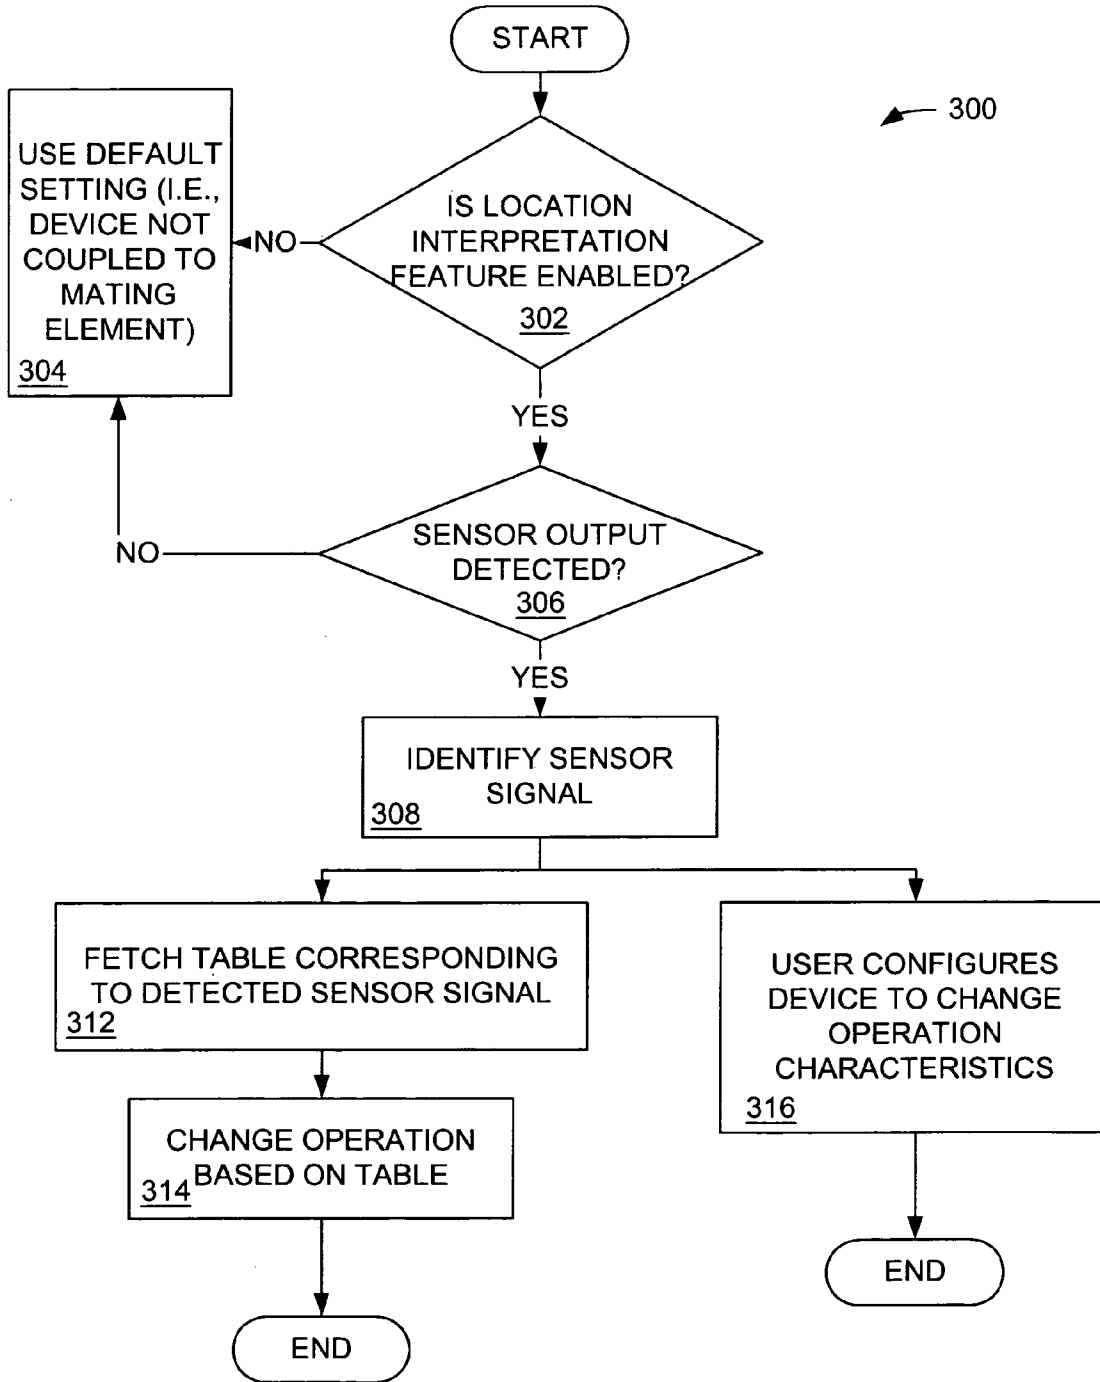 START
300
USE DEFAULT
SETTING (I.E.,
DEVICE NOT
COUPLED TO
MATING
ELEMENT)
304
NO
IS LOCATION
INTERPRETATION
FEATURE ENABLED?
302
YES
NO
SENSOR OUTPUT
DETECTED?
306
YES
IDENTIFY SENSOR
SIGNAL
308
FETCH TABLE CORRESPONDING
TO DETECTED SENSOR SIGNAL
312
USER CONFIGURES
DEVICE TO CHANGE
OPERATION
CHARACTERISTICS
316
CHANGE OPERATION
BASED ON TABLE
314
END
END